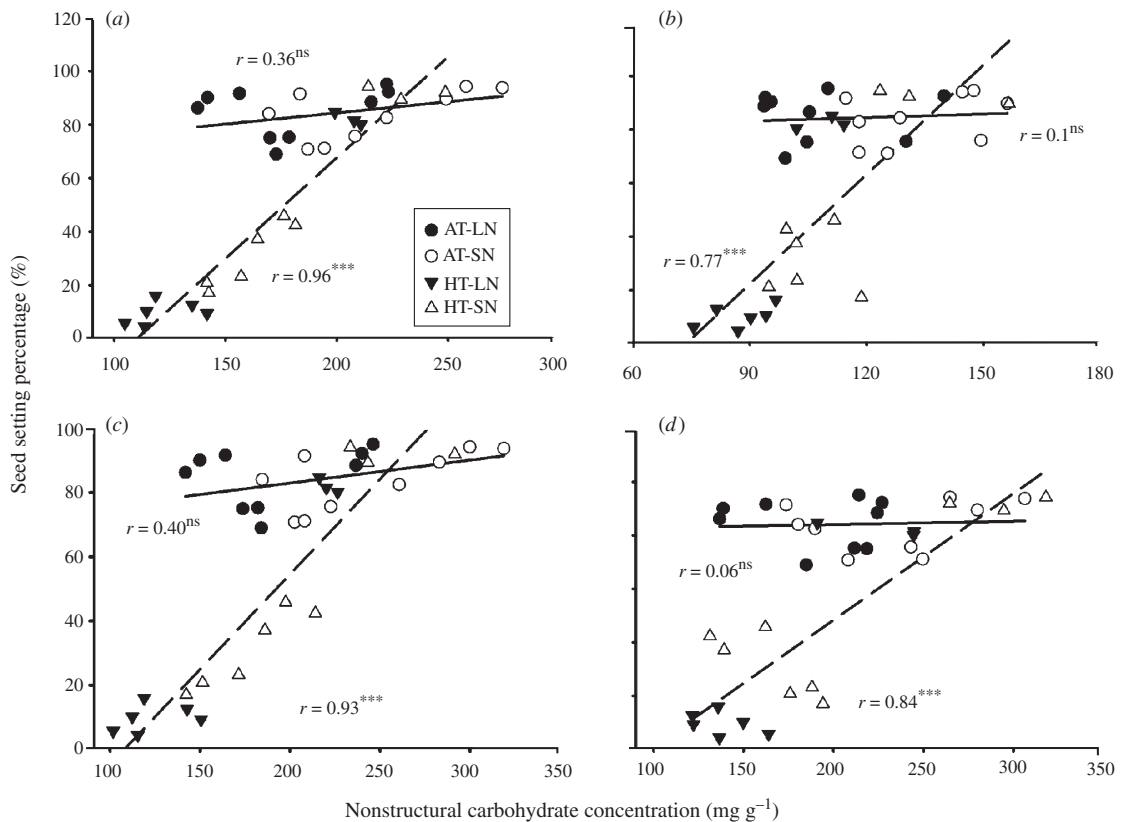 (a)
120
100
80
60
40
20
0
r = 0.36ns
r = 0.96***
AT-LN
AT-SN
HT-LN
HT-SN
100 150 200 250 300
(b)
r = 0.1ns
r = 0.77***
60 90 120 150 180
Seed setting percentage (%)
(c)
100
80
60
40
20
0
r = 0.40ns
r = 0.93***
100 150 200 250 300 350
(d)
r = 0.06ns
r = 0.84***
100 150 200 250 300 350
Nonstructural carbohydrate concentration (mg g–1)